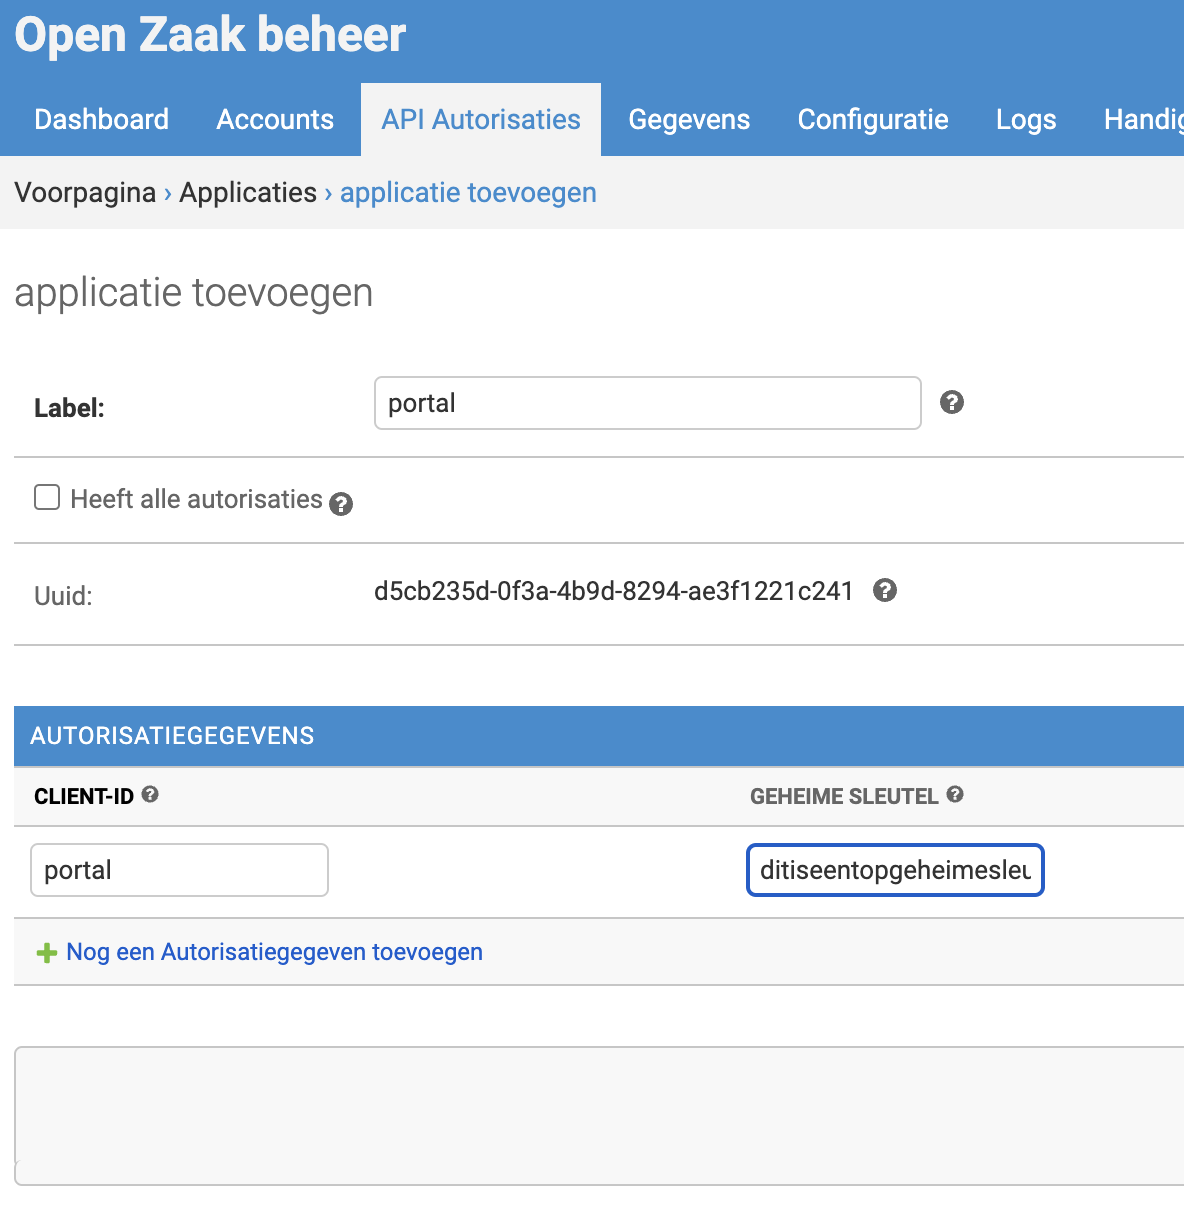 Open Zaak beheer
Dashboard Accounts API Autorisaties Gegevens Configuratie Logs Handig
Voorpagina › Applicaties › applicatie toevoegen
applicatie toevoegen
Label: portal ?
Heeft alle autorisaties ?
Uuid: d5cb235d-0f3a-4b9d-8294-ae3f1221c241 ?
AUTORISATIEGEGEVENS
CLIENT-ID ? GEHEIME SLEUTEL ?
portal ditiseentopgeheimesleu
Nog een Autorisatiegegeven toevoegen